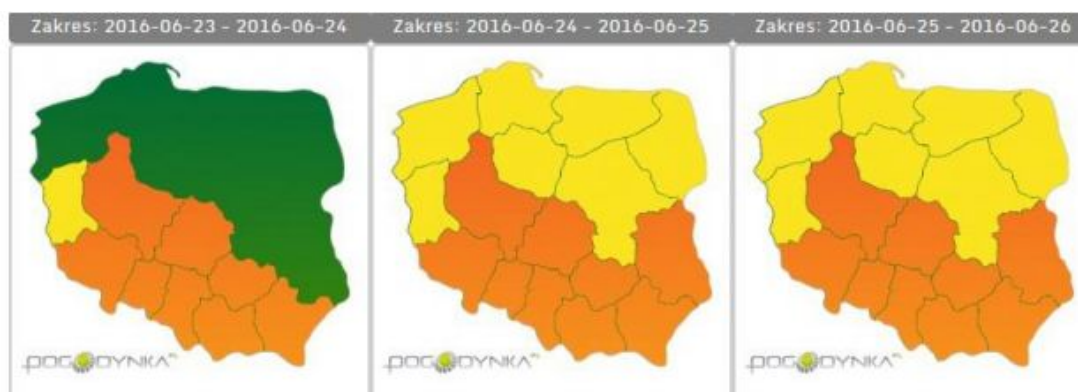 Zakres: 2016-06-23 - 2016-06-24
Zakres: 2016-06-24 - 2016-06-25
Zakres: 2016-06-25 - 2016-06-26
POGODYNKA
POGODYNKA
POGODYNKA